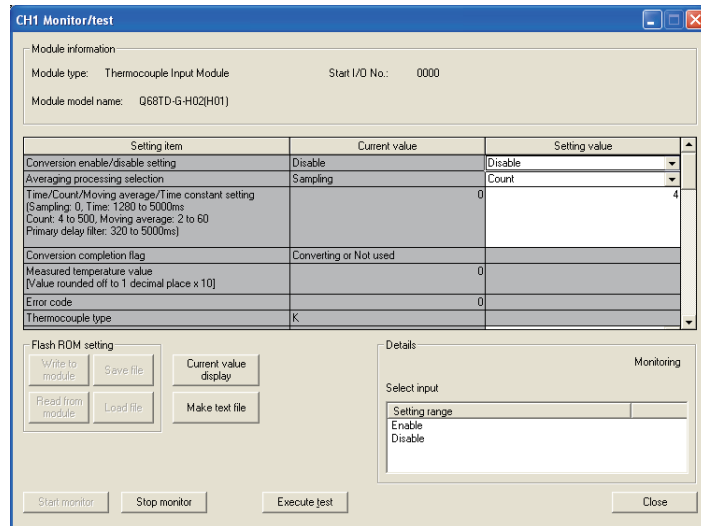 CH1 Monitor/test
Module information
Module type: Thermocouple Input Module Start I/O No.: 0000
Module model name: Q68TD-G-H02(H01)
Setting item Current value Setting value
Conversion enable/disable setting Disable Disable
Averaging processing selection Sampling Count
Time/Count/Moving average/Time constant setting 0 4
(Sampling: 0, Time: 1280 to 5000ms
Count: 4 to 500, Moving average: 2 to 60
Primary delay filter: 320 to 5000ms)
Conversion completion flag Converting or Not used
Measured temperature value 0
[Value rounded off to 1 decimal place x 10]
Error code 0
Thermocouple type K
Flash ROM setting
Write to
module
Save file
Current value
display
Read from
module
Load file
Make text file
Details
Monitoring
Select input
Setting range
Enable
Disable
Start monitor Stop monitor Execute test Close